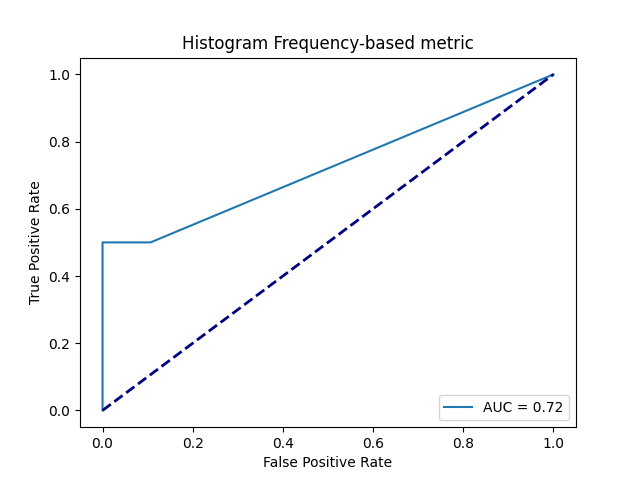 Histogram Frequency-based metric
1.0
0.8
0.6
0.4
0.2
0.0
True Positive Rate
AUC = 0.72
0.0 0.2 0.4 0.6 0.8 1.0
False Positive Rate